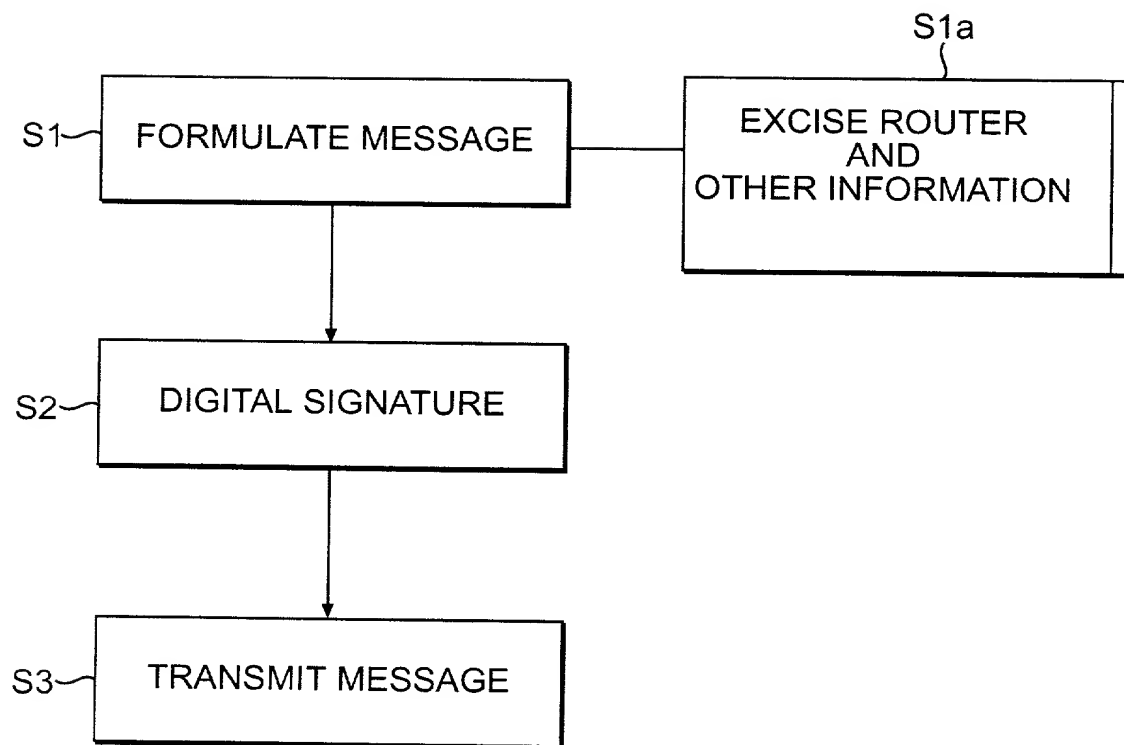 S1a
S1
FORMULATE MESSAGE
EXCISE ROUTER
AND
OTHER INFORMATION
S2
DIGITAL SIGNATURE
S3
TRANSMIT MESSAGE